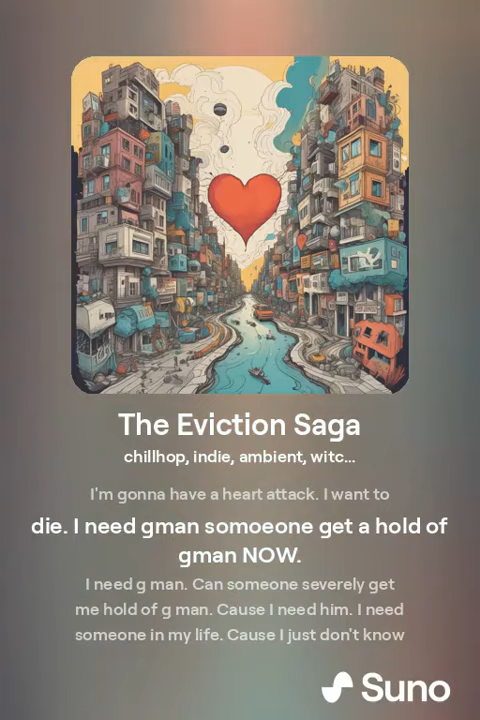 The Eviction Saga
chillhop, indie, ambient, witc...
I'm gonna have a heart attack. I want to
die. I need gman somoeone get a hold of
gman NOW.
I need g man. Can someone severely get
me hold of g man. Cause I need him. I need
someone in my life. Cause I just don't know
Suno